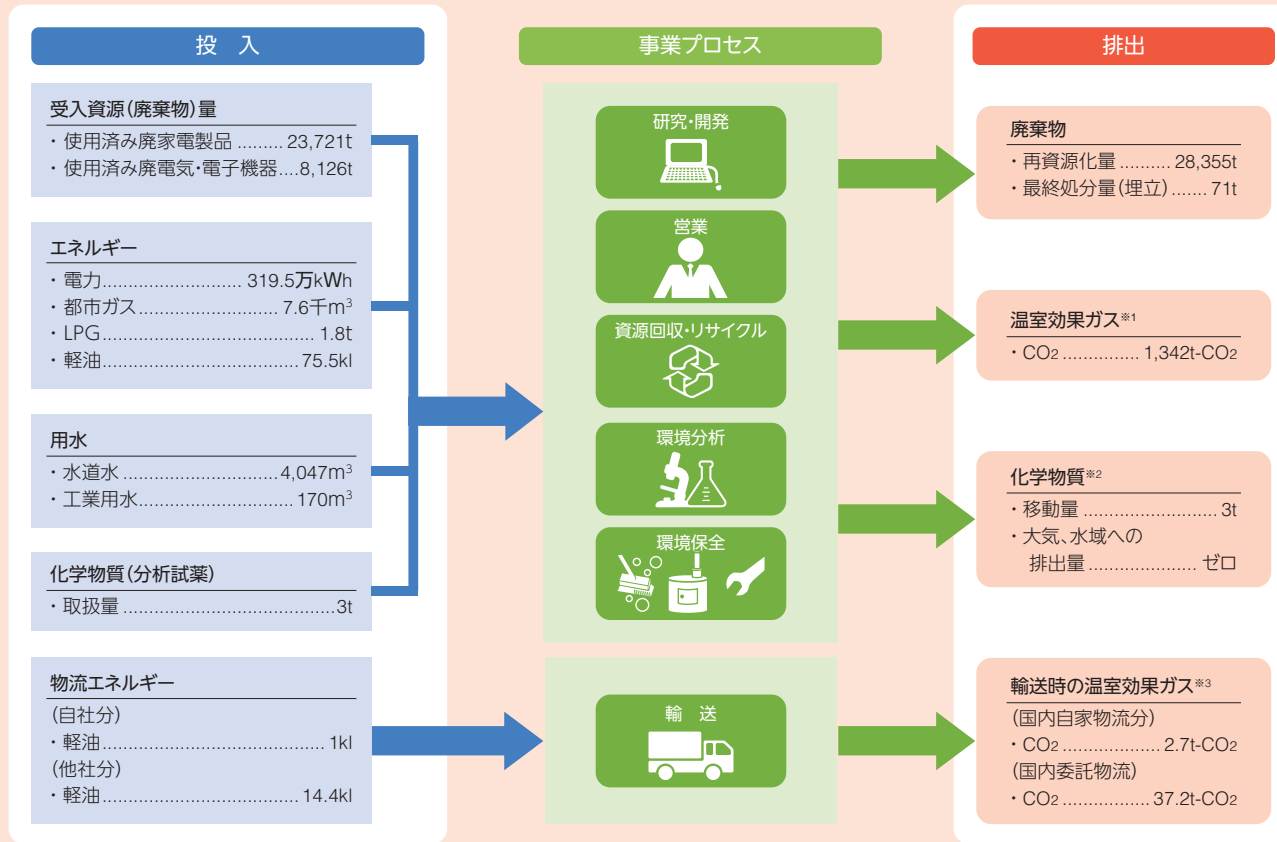 投 入
受入資源(廃棄物)量
・使用済み廃家電製品 ......... 23,721t
・使用済み廃電気・電子機器....8,126t
エネルギー
・電力.......................... 319.5万kWh
・都市ガス.......................... 7.6千m³
・LPG....................................... 1.8t
・軽油.................................... 75.5kl
用水
・水道水.............................4,047m³
・工業用水........................... 170m³
化学物質(分析試薬)
・取扱量.......................................3t
物流エネルギー
(自社分)
・軽油......................................... 1kl
(他社分)
・軽油.................................... 14.4kl
事業プロセス
研究・開発
営業
資源回収・リサイクル
環境分析
環境保全
輸 送
排出
廃棄物
・再資源化量 .......... 28,355t
・最終処分量(埋立)....... 71t
温室効果ガス※1
・CO2 ............... 1,342t-CO2
化学物質※2
・移動量 ......................... 3t
・大気、水域への
排出量.................... ゼロ
輸送時の温室効果ガス※3
(国内自家物流分)
・CO2 ................... 2.7t-CO2
(国内委託物流)
・CO2 .................37.2t-CO2